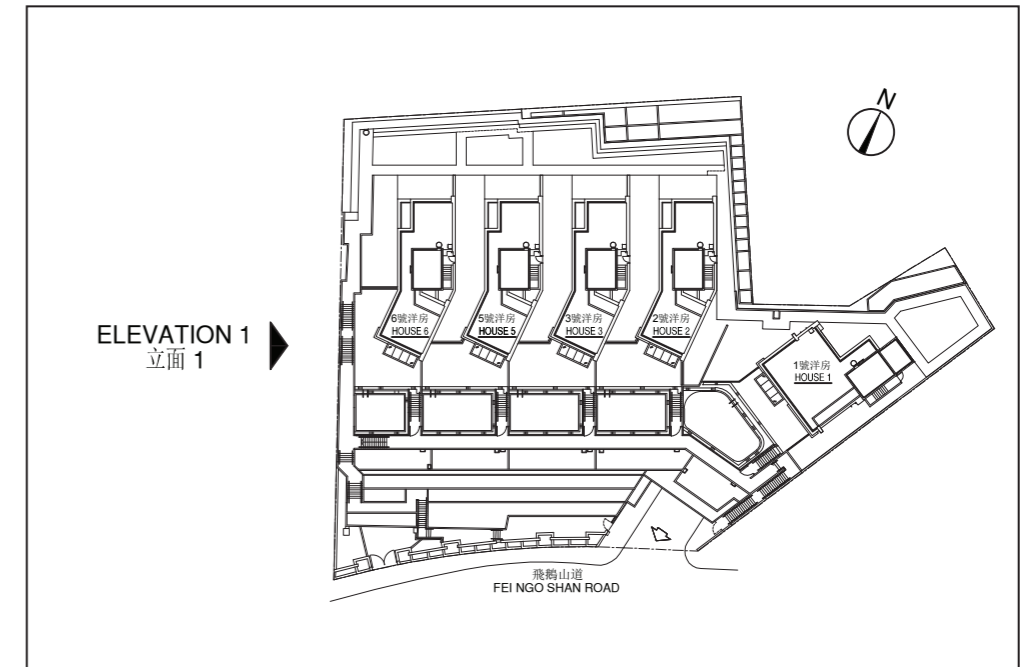 N
ELEVATION 1
立面 1
6號洋房
HOUSE 6
5號洋房
HOUSE 5
3號洋房
HOUSE 3
2號洋房
HOUSE 2
1號洋房
HOUSE 1
飛鵝山道
FEI NGO SHAN ROAD